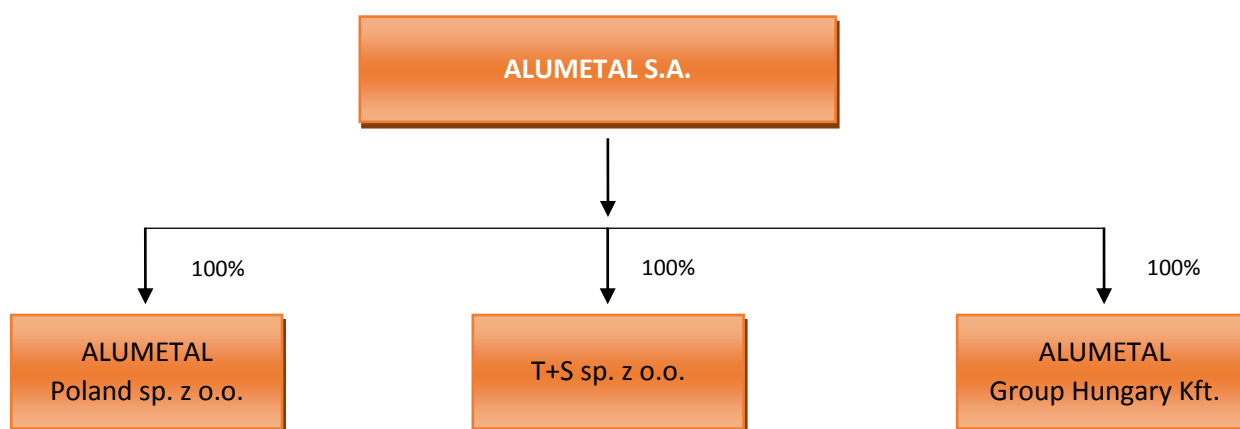 ALUMETAL S.A.
100%
100%
100%
ALUMETAL
Poland sp. z o.o.
T+S sp. z o.o.
ALUMETAL
Group Hungary Kft.